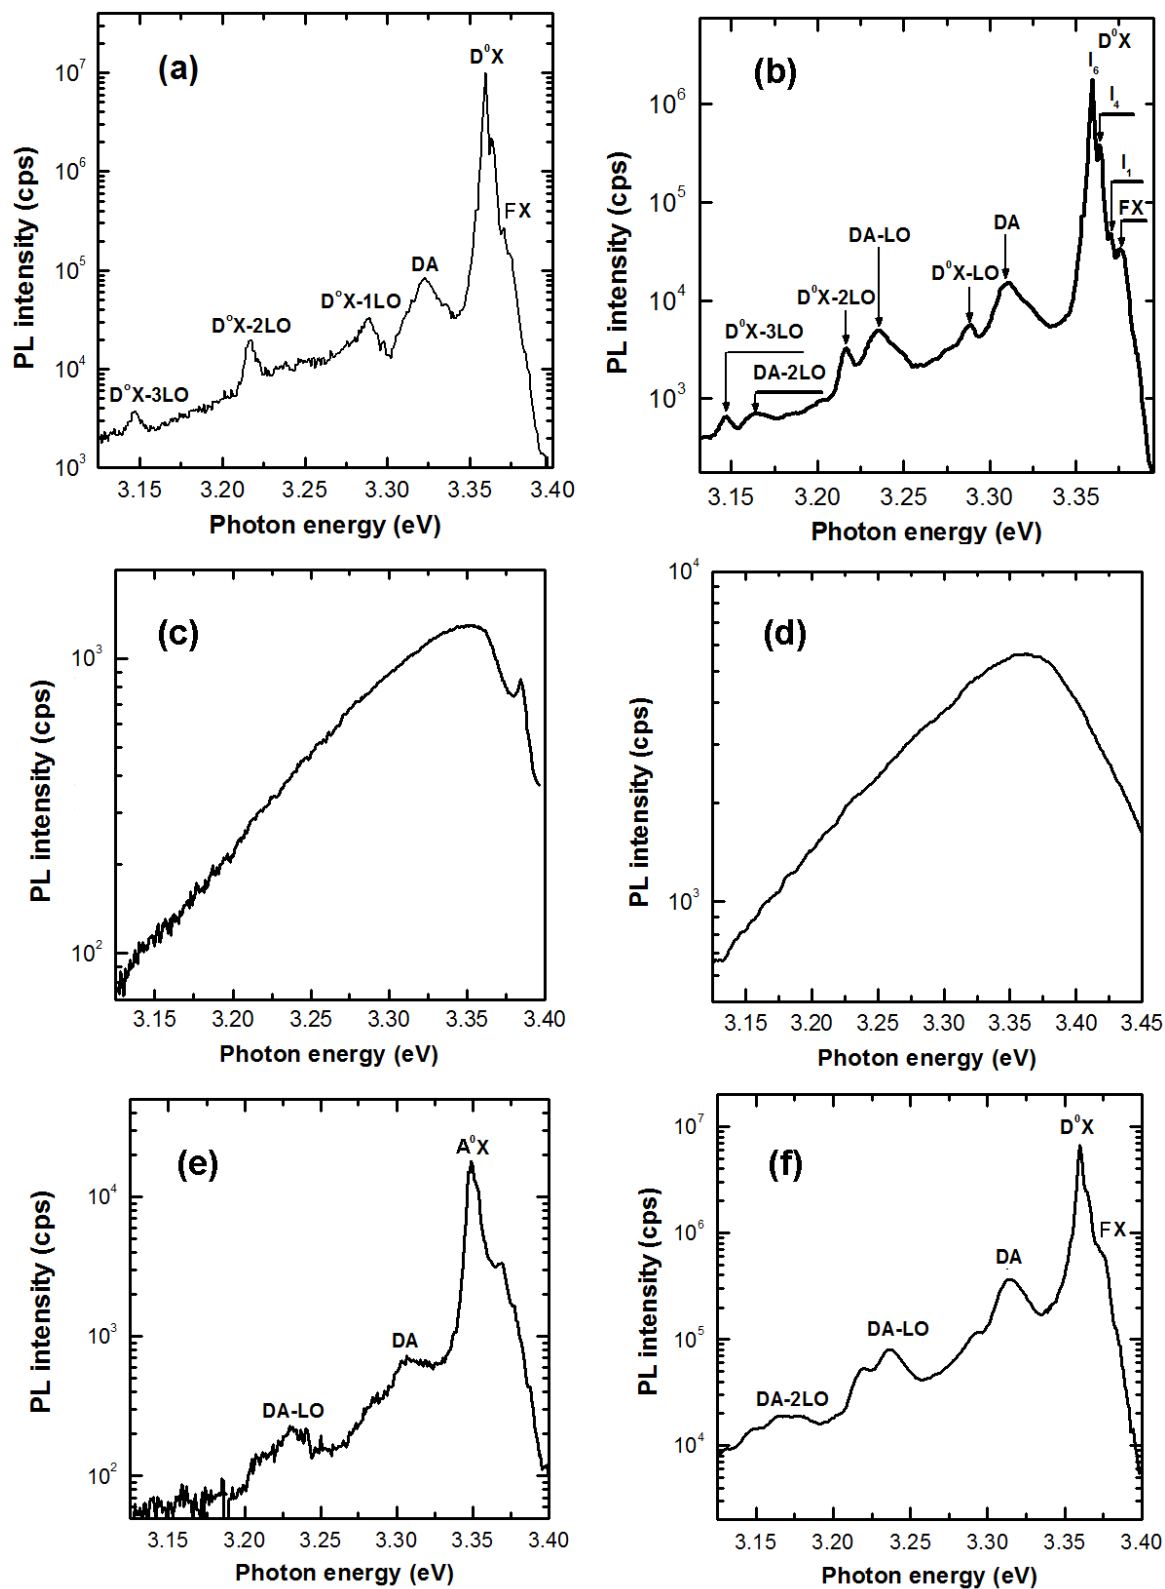 (a)
D⁰X
FX
DA
D⁰X-1LO
D⁰X-2LO
D⁰X-3LO
10⁷
10⁶
10⁵
10⁴
10³
PL intensity (cps)
3.15 3.20 3.25 3.30 3.35 3.40
Photon energy (eV)
(b)
D⁰X
I₆
I₄
I₁
FX
DA
DA-LO
D⁰X-LO
D⁰X-2LO
D⁰X-3LO
DA-2LO
10⁶
10⁵
10⁴
10³
PL intensity (cps)
3.15 3.20 3.25 3.30 3.35
Photon energy (eV)
(c)
10³
10²
PL intensity (cps)
3.15 3.20 3.25 3.30 3.35 3.40
Photon energy (eV)
(d)
10⁴
10³
PL intensity (cps)
3.15 3.20 3.25 3.30 3.35 3.40 3.45
Photon energy (eV)
(e)
A⁰X
DA
DA-LO
10⁴
10³
10²
PL intensity (cps)
3.15 3.20 3.25 3.30 3.35 3.40
Photon energy (eV)
(f)
D⁰X
FX
DA
DA-LO
DA-2LO
10⁷
10⁶
10⁵
10⁴
PL intensity (cps)
3.15 3.20 3.25 3.30 3.35 3.40
Photon energy (eV)